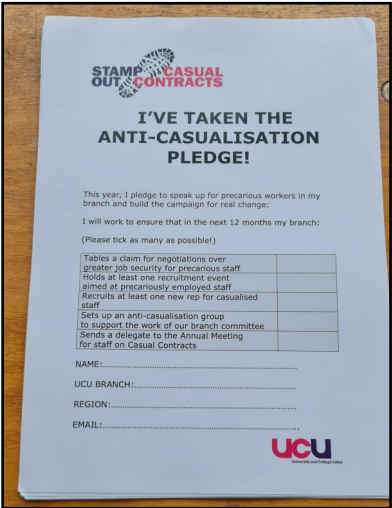 STAMP CASUAL
OUT CONTRACTS
I'VE TAKEN THE
ANTI-CASUALISATION
PLEDGE!
This year, I pledge to speak up for precarious workers in my
branch and build the campaign for real change:
I will work to ensure that in the next 12 months my branch:
(Please tick as many as possible!)
Tables a claim for negotiations over
greater job security for precarious staff
Holds at least one recruitment event
aimed at precariously employed staff
Recruits at least one new rep for casualised
staff
Sets up an anti-casualisation group
to support the work of our branch committee
Sends a delegate to the Annual Meeting
for staff on Casual Contracts
NAME:
UCU BRANCH:
REGION:
EMAIL:
UCU
University and College Union